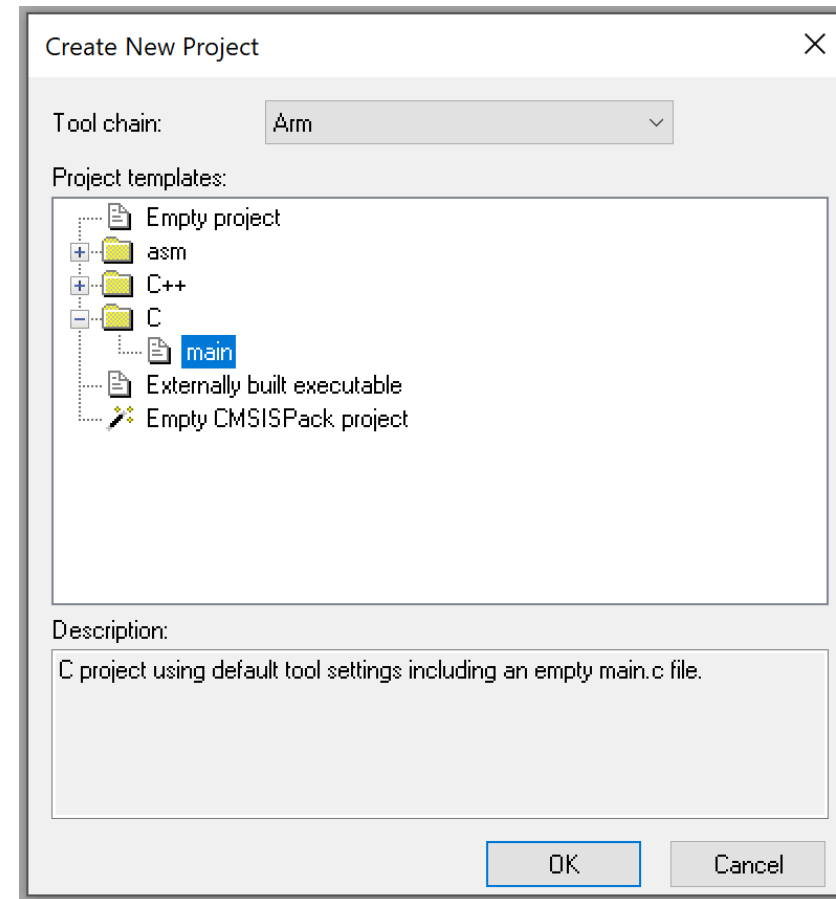 Create New Project
Tool chain: Arm
Project templates:
Empty project
asm
C++
C
main
Externally built executable
Empty CMSISPack project
Description:
C project using default tool settings including an empty main.c file.
OK Cancel